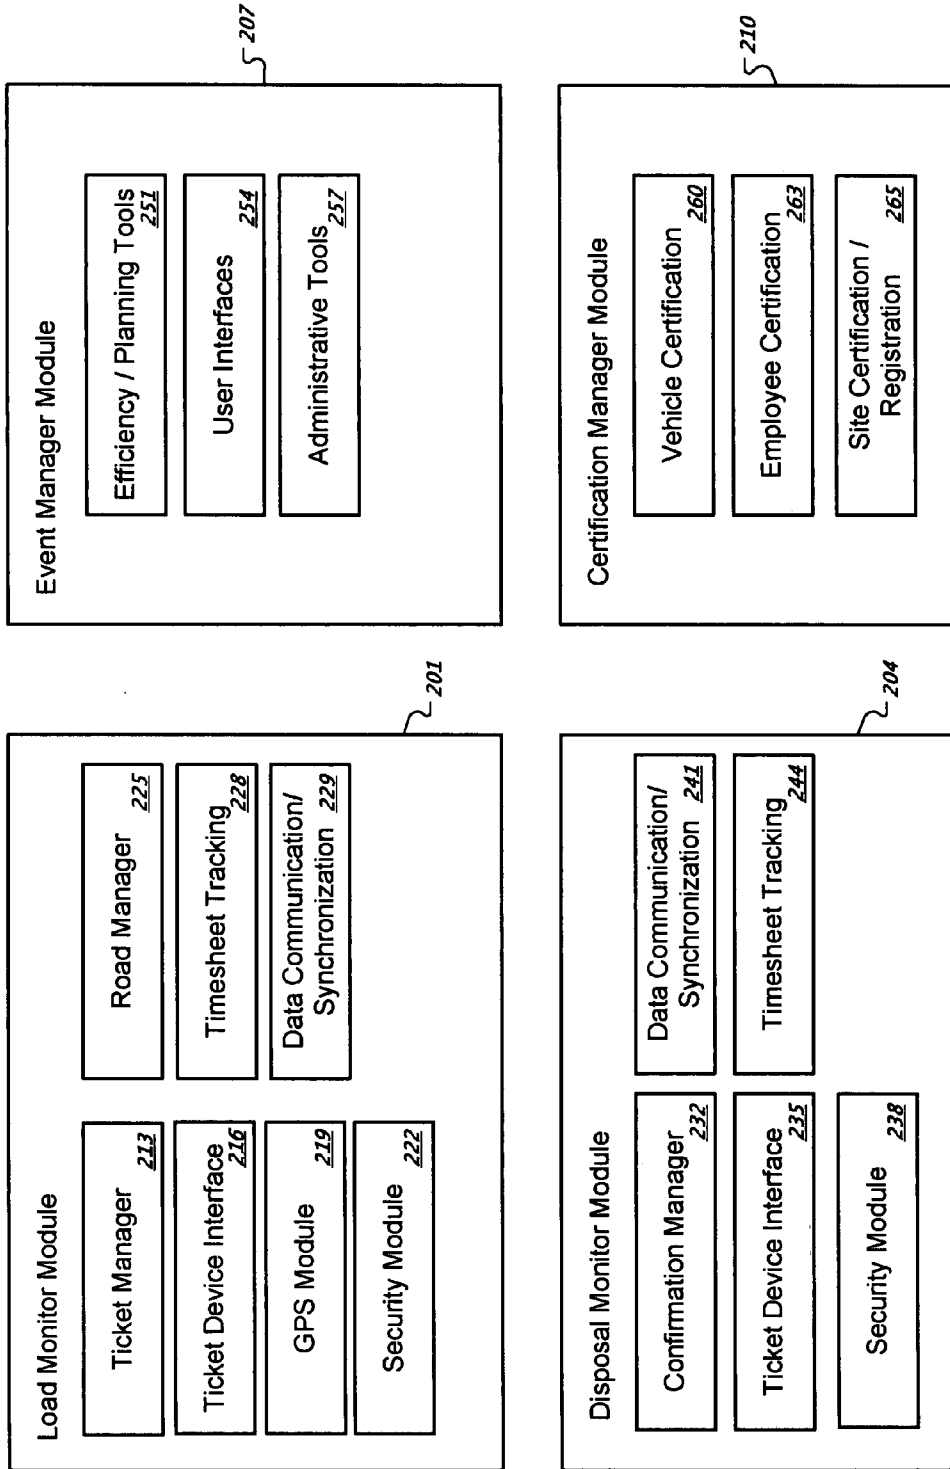 Load Monitor Module
Ticket Manager
213
Ticket Device Interface
216
GPS Module
219
Security Module
222
Road Manager
225
Timesheet Tracking
228
Data Communication/
Synchronization 229
201
Event Manager Module
Efficiency / Planning Tools
251
User Interfaces
254
Administrative Tools
257
207
Disposal Monitor Module
Confirmation Manager
232
Ticket Device Interface
235
Security Module
238
Data Communication/
Synchronization 241
Timesheet Tracking
244
204
Certification Manager Module
Vehicle Certification
260
Employee Certification
263
Site Certification /
Registration
265
210